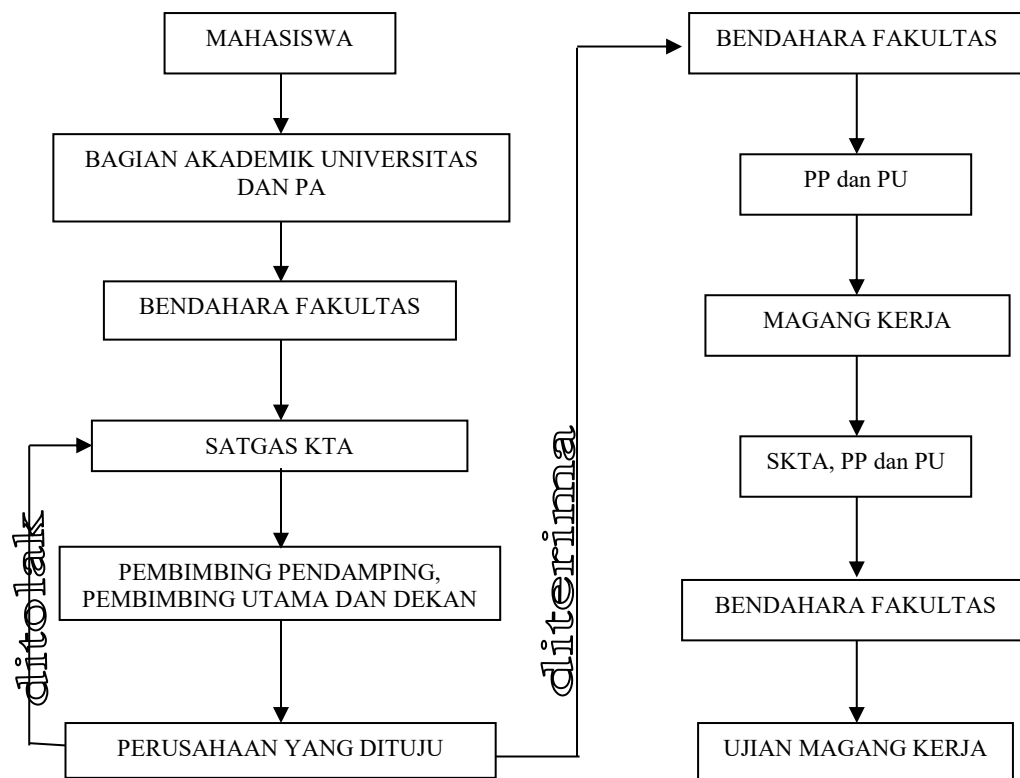 MAHASISWA
BAGIAN AKADEMIK UNIVERSITAS
DAN PA
BENDAHARA FAKULTAS
SATGAS KTA
ditolak
PEMBIMBING PENDAMPING,
PEMBIMBING UTAMA DAN DEKAN
PERUSAHAAN YANG DITUJU
diterima
BENDAHARA FAKULTAS
PP dan PU
MAGANG KERJA
SKTA, PP dan PU
BENDAHARA FAKULTAS
UJIAN MAGANG KERJA